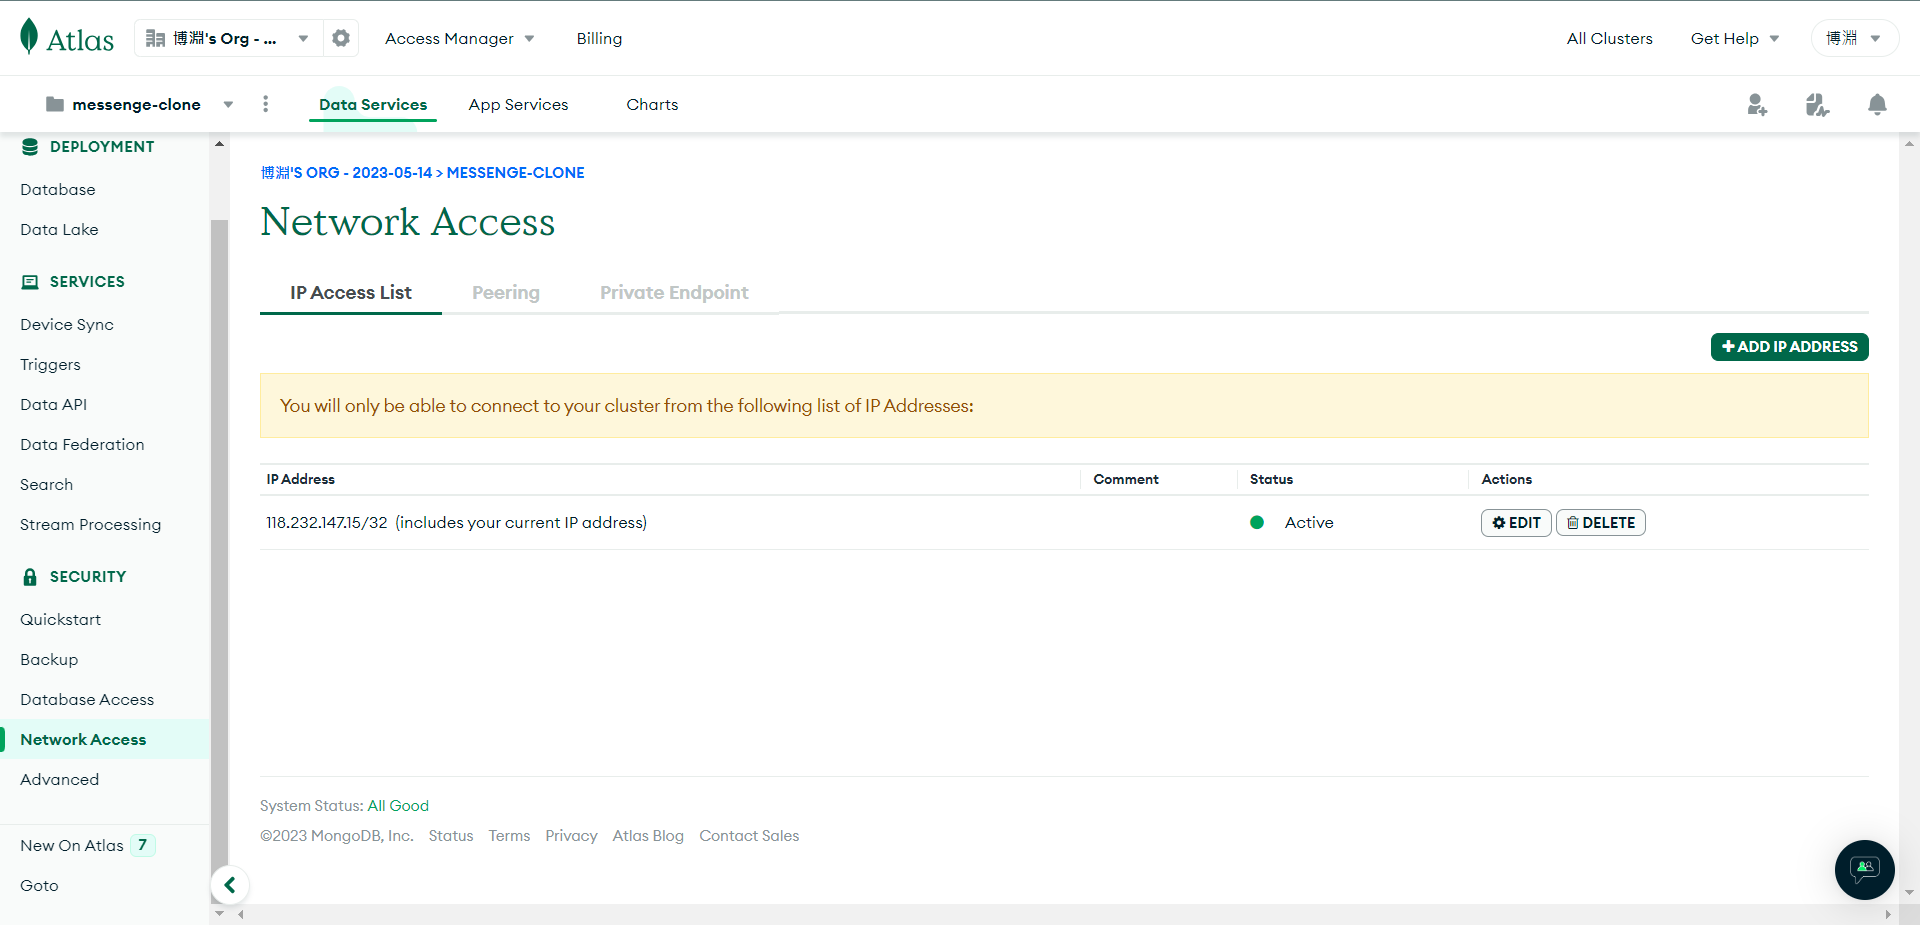 Atlas
博淵's Org - ...
Access Manager
Billing
All Clusters
Get Help
博淵
messenge-clone
Data Services
App Services
Charts
DEPLOYMENT
Database
Data Lake
SERVICES
Device Sync
Triggers
Data API
Data Federation
Search
Stream Processing
SECURITY
Quickstart
Backup
Database Access
Network Access
Advanced
New On Atlas 7
Goto
博淵'S ORG - 2023-05-14 > MESSENGE-CLONE
Network Access
IP Access List
Peering
Private Endpoint
+ ADD IP ADDRESS
You will only be able to connect to your cluster from the following list of IP Addresses:
IP Address Comment Status Actions
118.232.147.15/32 (includes your current IP address) Active EDIT DELETE
System Status: All Good
©2023 MongoDB, Inc. Status Terms Privacy Atlas Blog Contact Sales